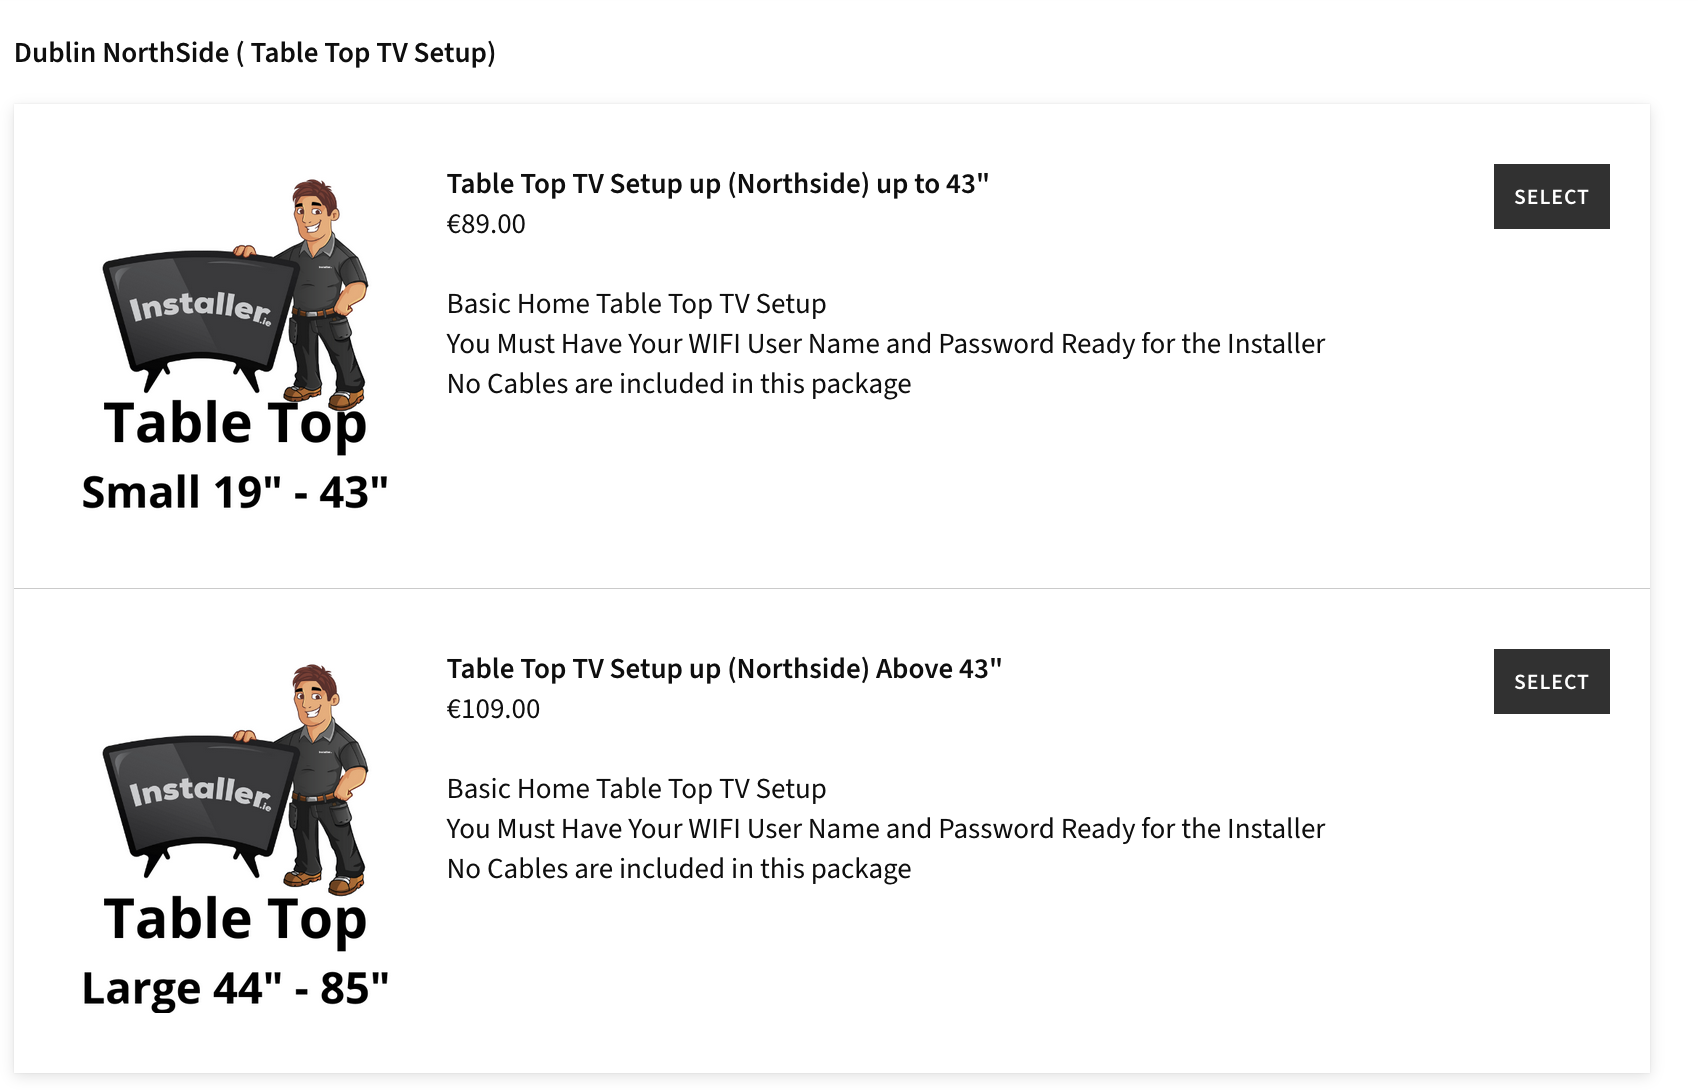 Dublin NorthSide ( Table Top TV Setup)
Table Top TV Setup up (Northside) up to 43"
€89.00
SELECT
Basic Home Table Top TV Setup
You Must Have Your WIFI User Name and Password Ready for the Installer
No Cables are included in this package
Installer.ie
Table Top
Small 19" - 43"
Table Top TV Setup up (Northside) Above 43"
€109.00
SELECT
Basic Home Table Top TV Setup
You Must Have Your WIFI User Name and Password Ready for the Installer
No Cables are included in this package
Installer.ie
Table Top
Large 44" - 85"